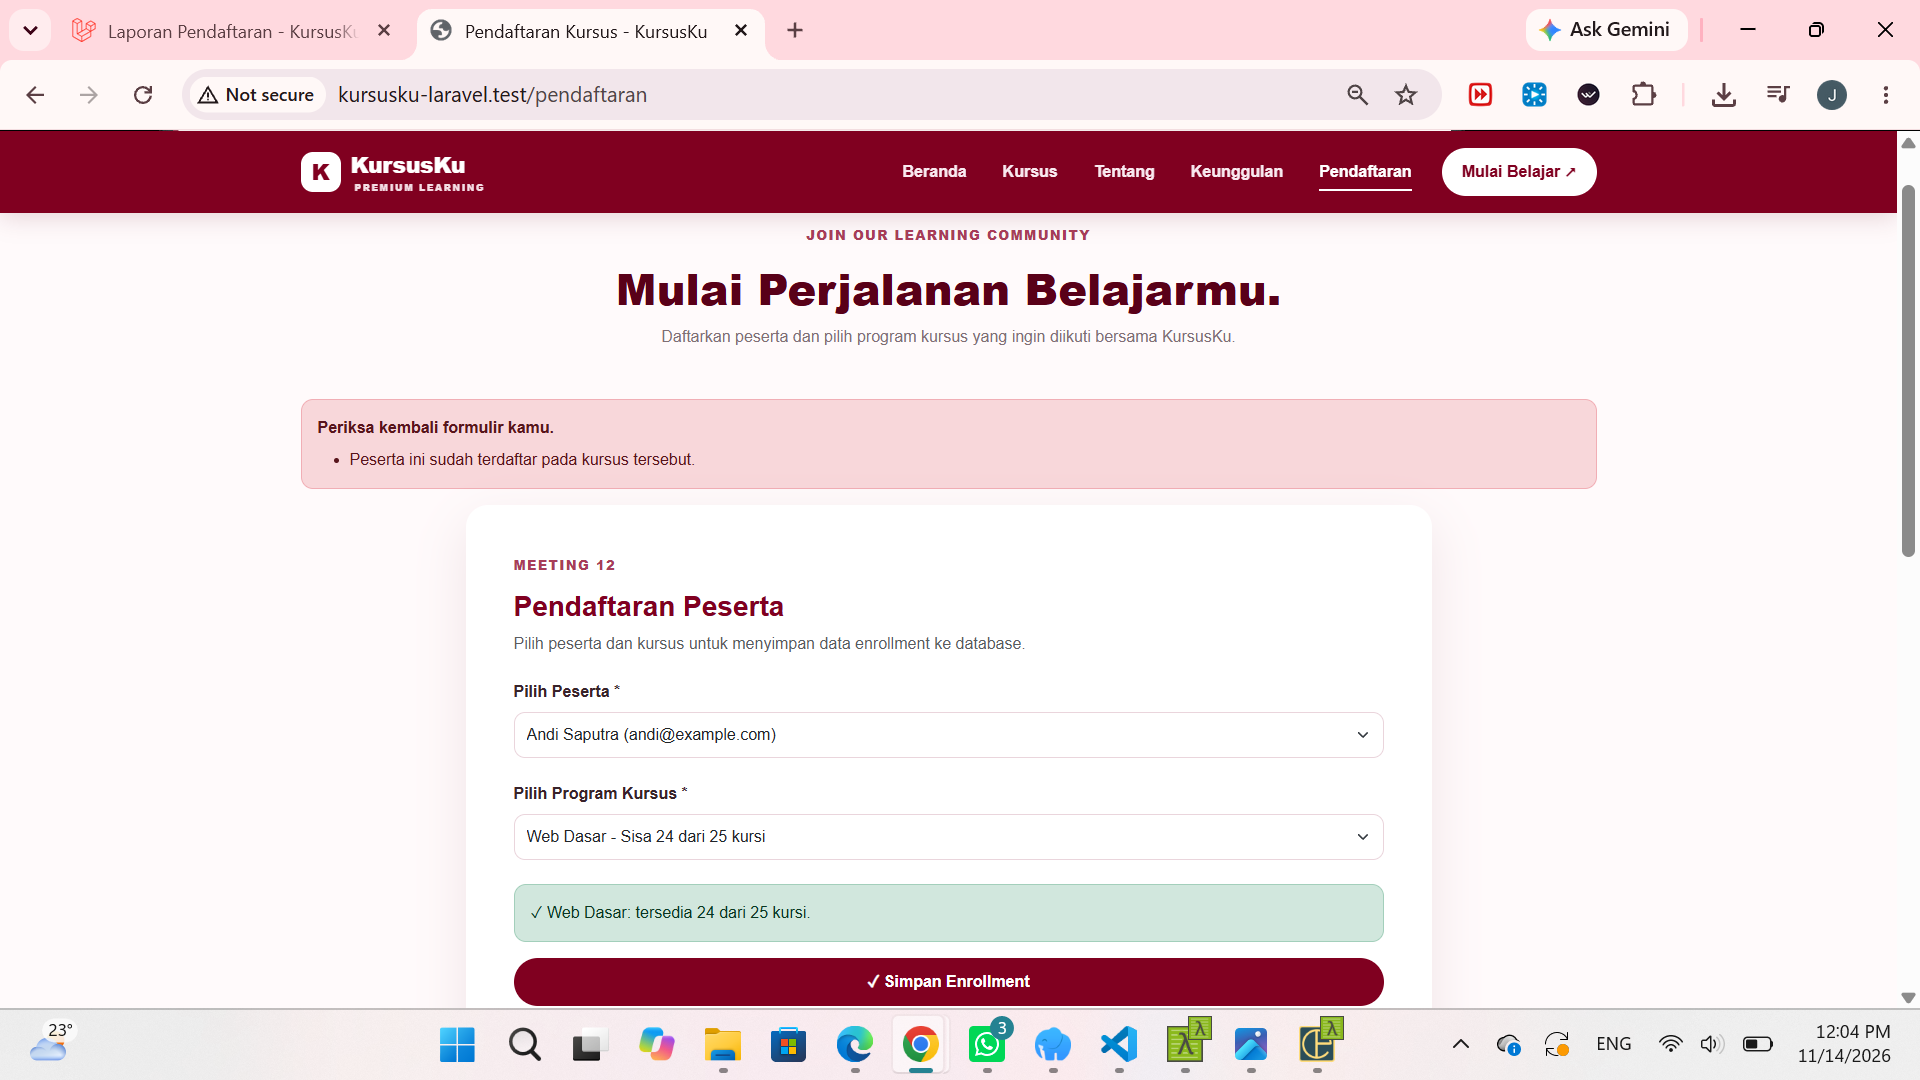 Laporan Pendaftaran - KursusKu
Pendaftaran Kursus - KursusKu
Ask Gemini
Not secure
kursusku-laravel.test/pendaftaran
J
K
KursusKu
PREMIUM LEARNING
Beranda
Kursus
Tentang
Keunggulan
Pendaftaran
Mulai Belajar ↗
JOIN OUR LEARNING COMMUNITY
Mulai Perjalanan Belajarmu.
Daftarkan peserta dan pilih program kursus yang ingin diikuti bersama KursusKu.
Periksa kembali formulir kamu.
• Peserta ini sudah terdaftar pada kursus tersebut.
MEETING 12
Pendaftaran Peserta
Pilih peserta dan kursus untuk menyimpan data enrollment ke database.
Pilih Peserta *
Andi Saputra (andi@example.com)
Pilih Program Kursus *
Web Dasar - Sisa 24 dari 25 kursi
✓ Web Dasar: tersedia 24 dari 25 kursi.
✓ Simpan Enrollment
23°
3
ENG
12:04 PM
11/14/2026